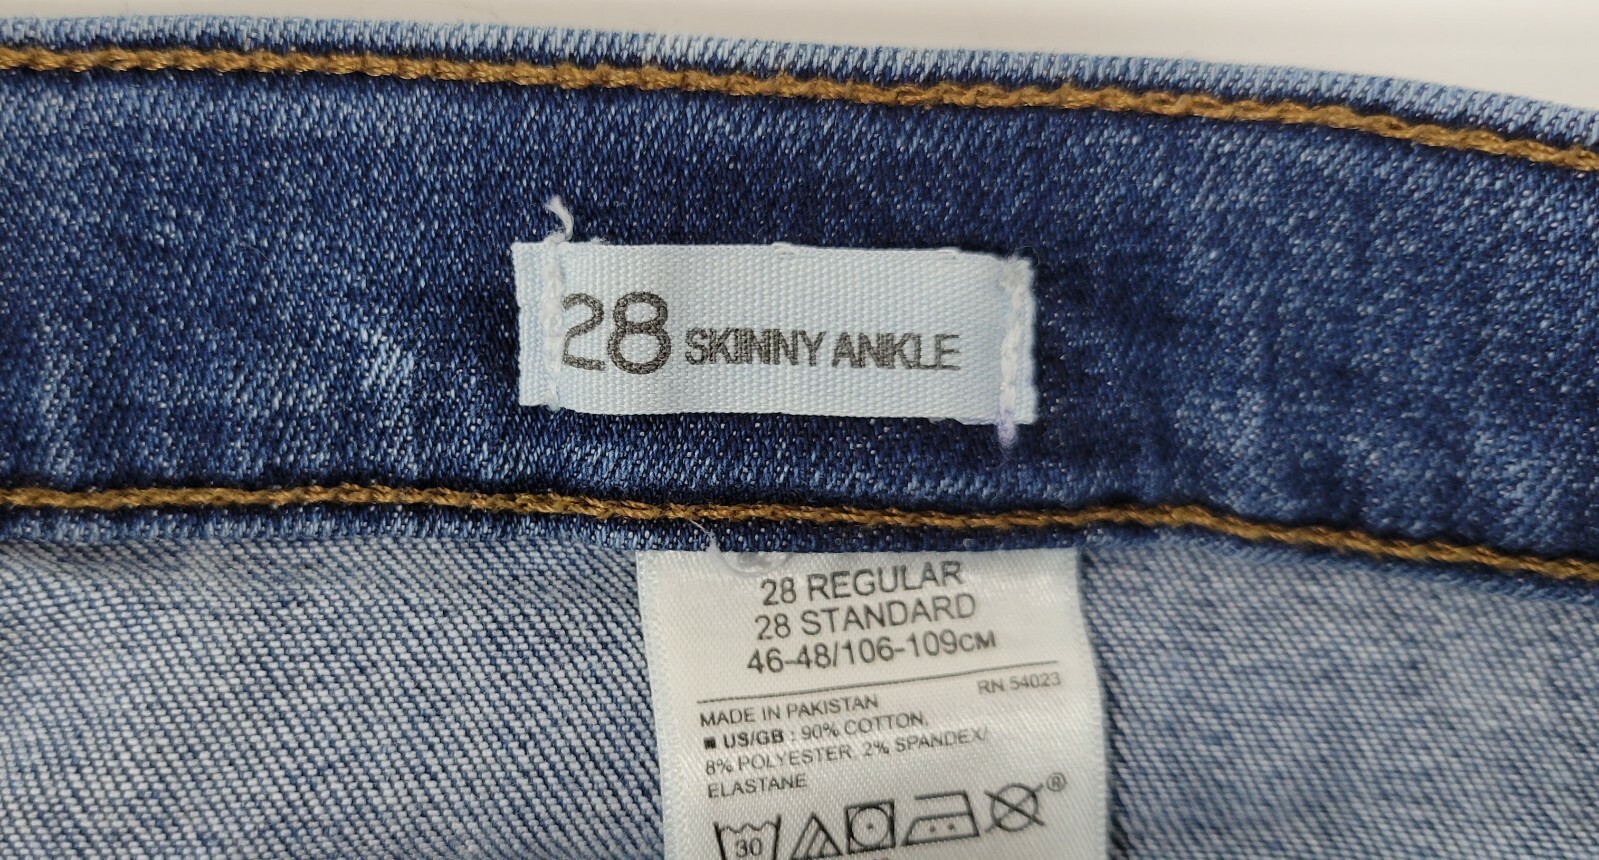 28 SKINNY ANKLE
28 REGULAR
28 STANDARD
46-48/106-109CM
RN 54023
MADE IN PAKISTAN
■ US/GB : 90% COTTON,
8% POLYESTER, 2% SPANDEX/
ELASTANE
30
®